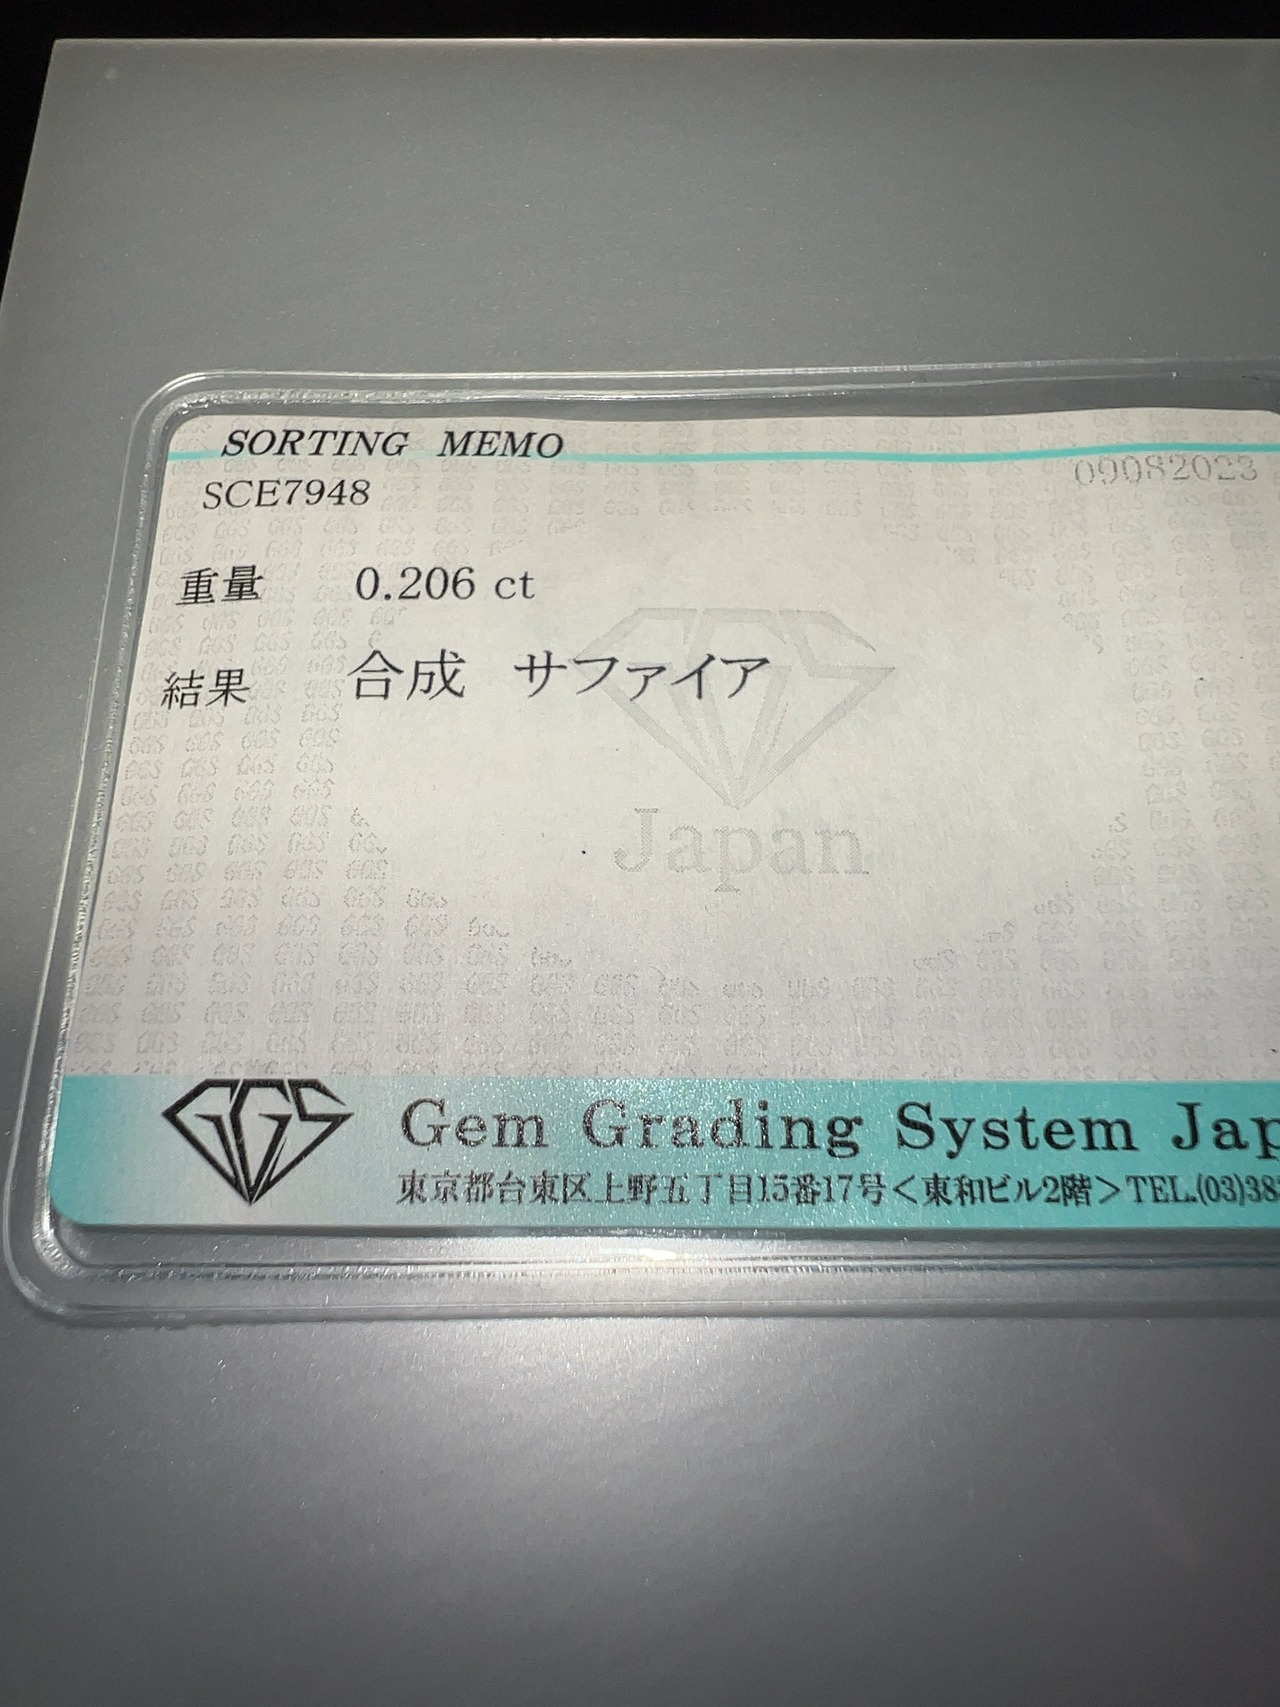 SORTING MEMO
09082023
SCE7948
重量 0.206 ct
結果 合成 サファイア
GGS
Japan
GGS
Gem Grading System Jap
東京都台東区上野五丁目15番17号<東和ビル2階>TEL.(03)38